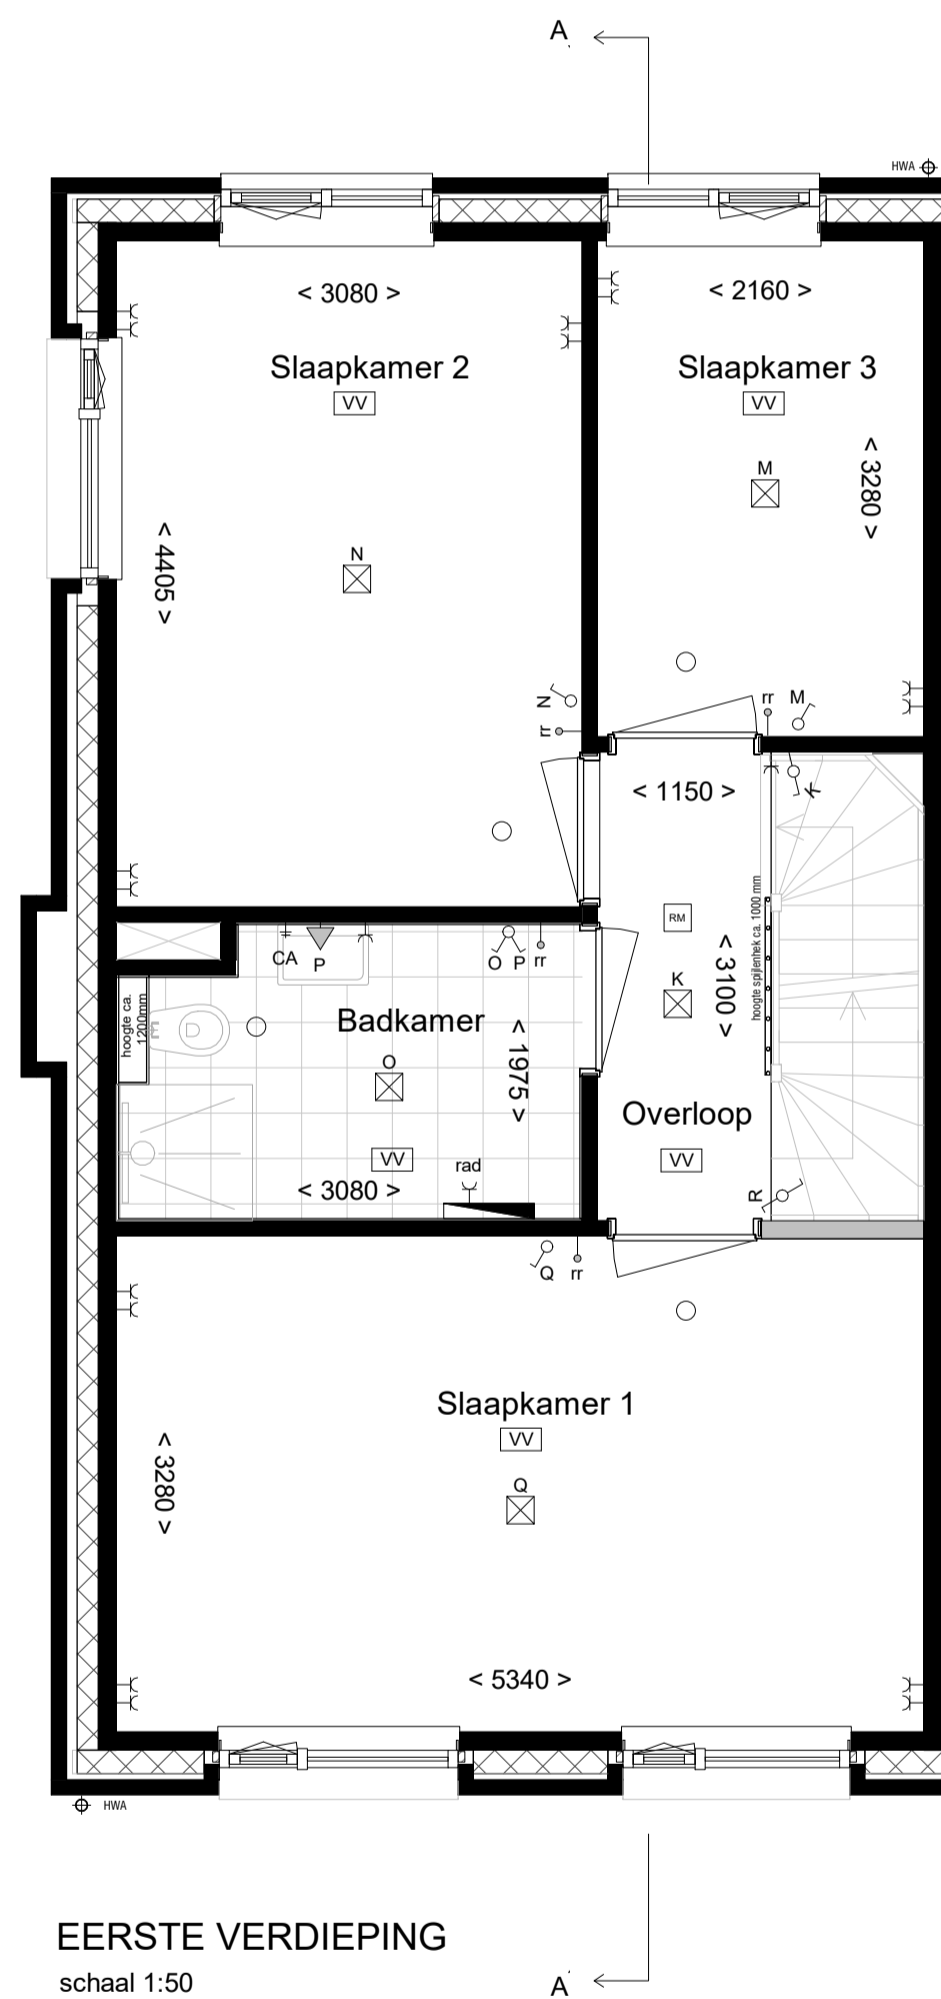 A
HWA
< 3080 >
< 2160 >
Slaapkamer 2
Slaapkamer 3
VV
VV
M
< 3280 >
N
< 4405 >
N
rr
rr
M
K
< 1150 >
hoogte spijlenhek ca. 1000 mm
RM
< 3100 >
K
CA
P
O P
rr
hoogte ca.
1200mm
Badkamer
< 1975 >
O
Overloop
VV
VV
rad
< 3080 >
R
Q
rr
Slaapkamer 1
VV
< 3280 >
Q
< 5340 >
HWA
EERSTE VERDIEPING
schaal 1:50
A